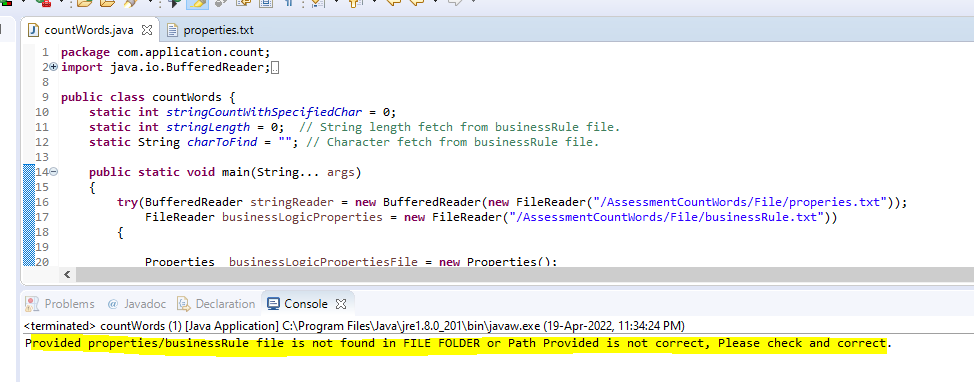 countWords.java properties.txt
1 package com.application.count;
2 import java.io.BufferedReader;
8
9 public class countWords {
10 static int stringCountWithSpecifiedChar = 0;
11 static int stringLength = 0; // String length fetch from businessRule file.
12 static String charToFind = ""; // Character fetch from businessRule file.
13
14 public static void main(String... args)
15 {
16 try(BufferedReader stringReader = new BufferedReader(new FileReader("/AssessmentCountWords/File/properies.txt"));
17 FileReader businessLogicProperties = new FileReader("/AssessmentCountWords/File/businessRule.txt"))
18 {
19
20 Properties businessLogicPropertiesFile = new Properties();
Problems @ Javadoc Declaration Console
<terminated> countWords (1) [Java Application] C:\Program Files\Java\jre1.8.0_201\bin\javaw.exe (19-Apr-2022, 11:34:24 PM)
Provided properties/businessRule file is not found in FILE FOLDER or Path Provided is not correct, Please check and correct.